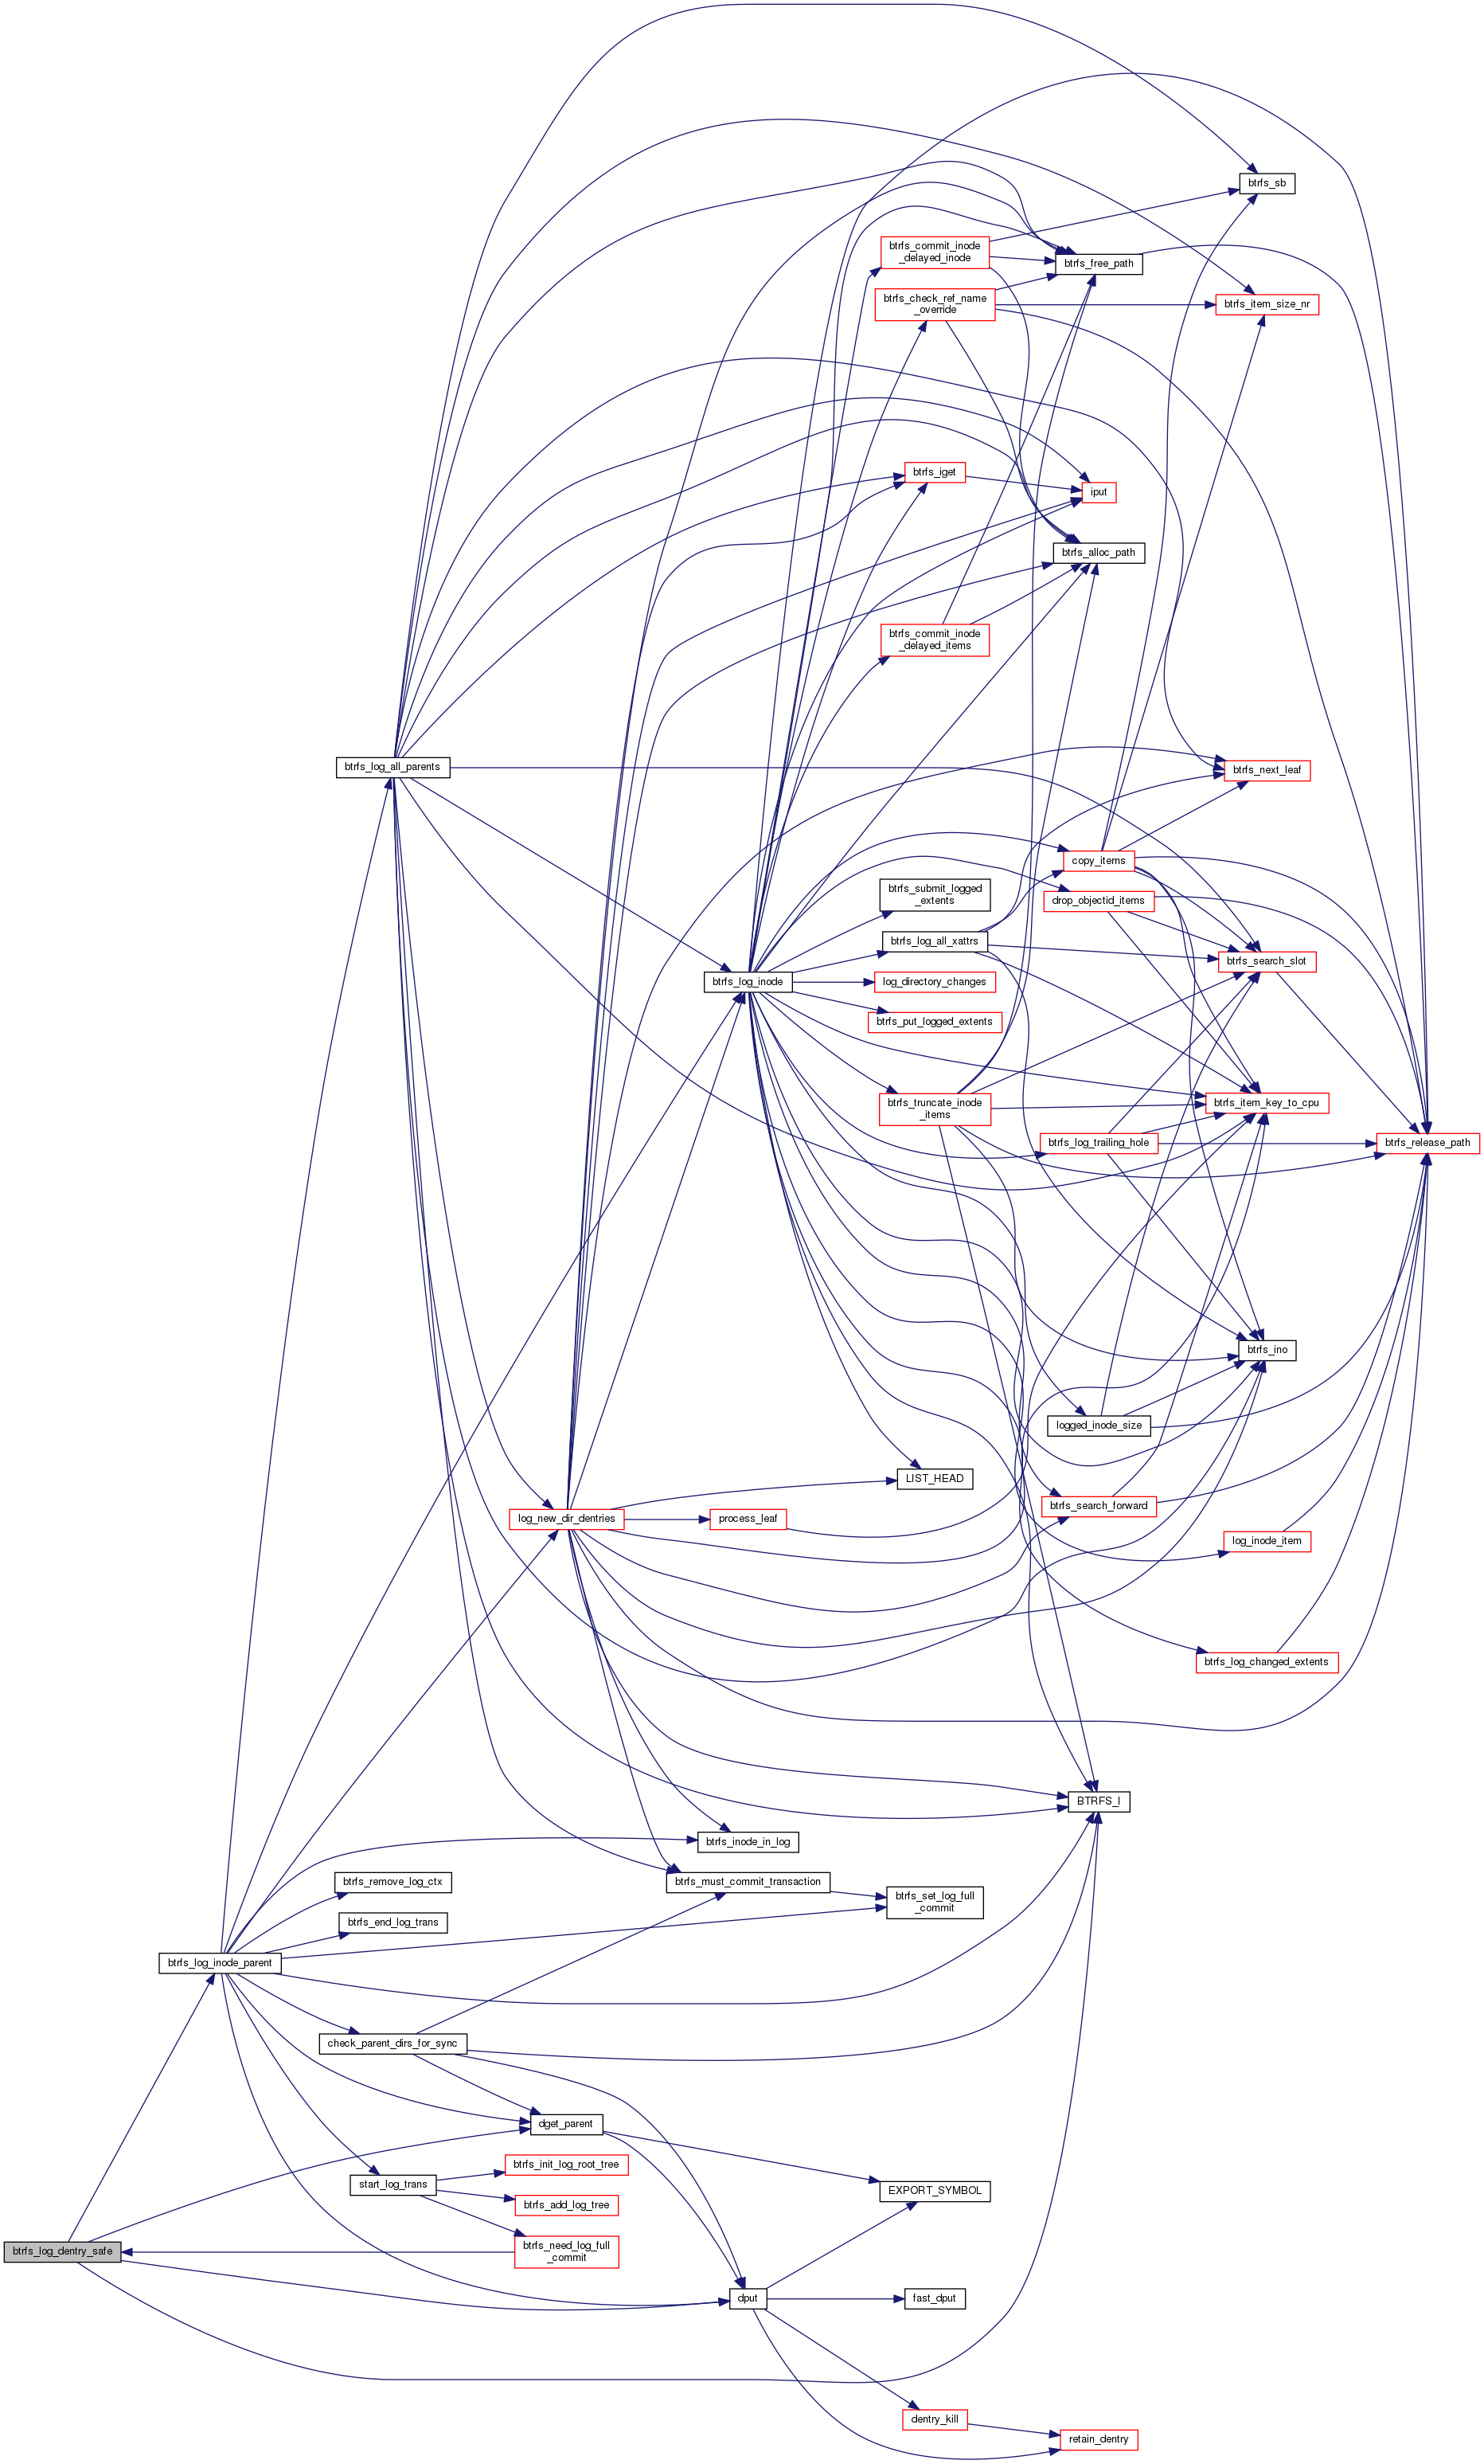 btrfs_sb
btrfs_commit_inode
_delayed_inode
btrfs_free_path
btrfs_check_ref_name
_override
btrfs_item_size_nr
btrfs_iget
iput
btrfs_alloc_path
btrfs_commit_inode
_delayed_items
btrfs_log_all_parents
btrfs_next_leaf
copy_items
btrfs_submit_logged
_extents
drop_objectid_items
btrfs_log_all_xattrs
btrfs_search_slot
btrfs_log_inode
log_directory_changes
btrfs_put_logged_extents
btrfs_truncate_inode
_items
btrfs_item_key_to_cpu
btrfs_log_trailing_hole
btrfs_release_path
btrfs_ino
logged_inode_size
LIST_HEAD
btrfs_search_forward
log_new_dir_dentries
process_leaf
log_inode_item
btrfs_log_changed_extents
BTRFS_I
btrfs_inode_in_log
btrfs_remove_log_ctx
btrfs_must_commit_transaction
btrfs_set_log_full
_commit
btrfs_end_log_trans
btrfs_log_inode_parent
check_parent_dirs_for_sync
dget_parent
btrfs_init_log_root_tree
start_log_trans
EXPORT_SYMBOL
btrfs_add_log_tree
btrfs_log_dentry_safe
btrfs_need_log_full
_commit
dput
fast_dput
dentry_kill
retain_dentry